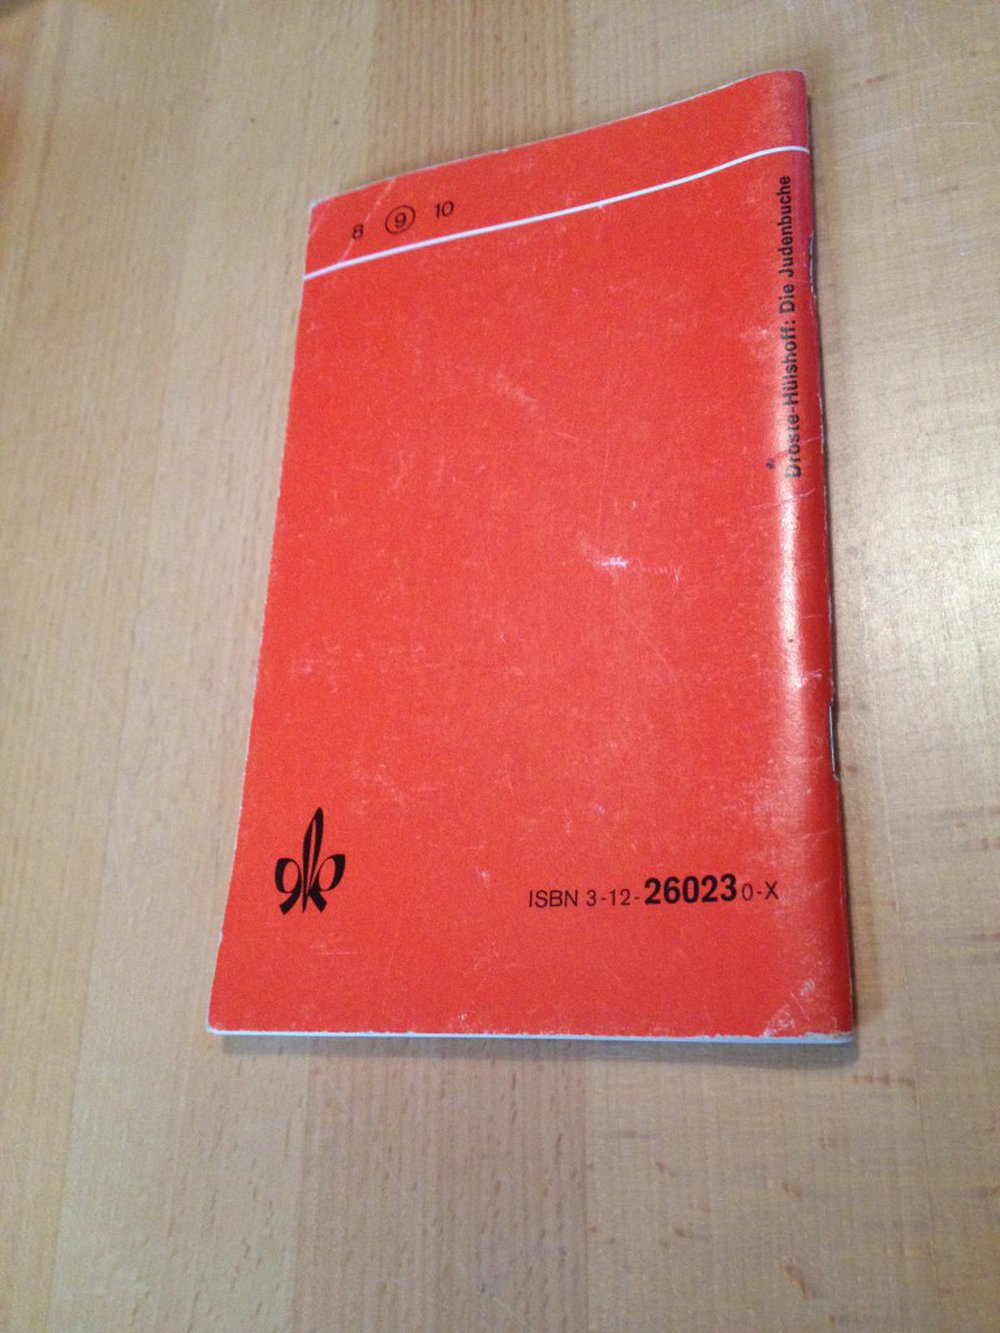 8 9 10
Droste-Hülshoff: Die Judenbuche
ISBN 3-12-260230-X